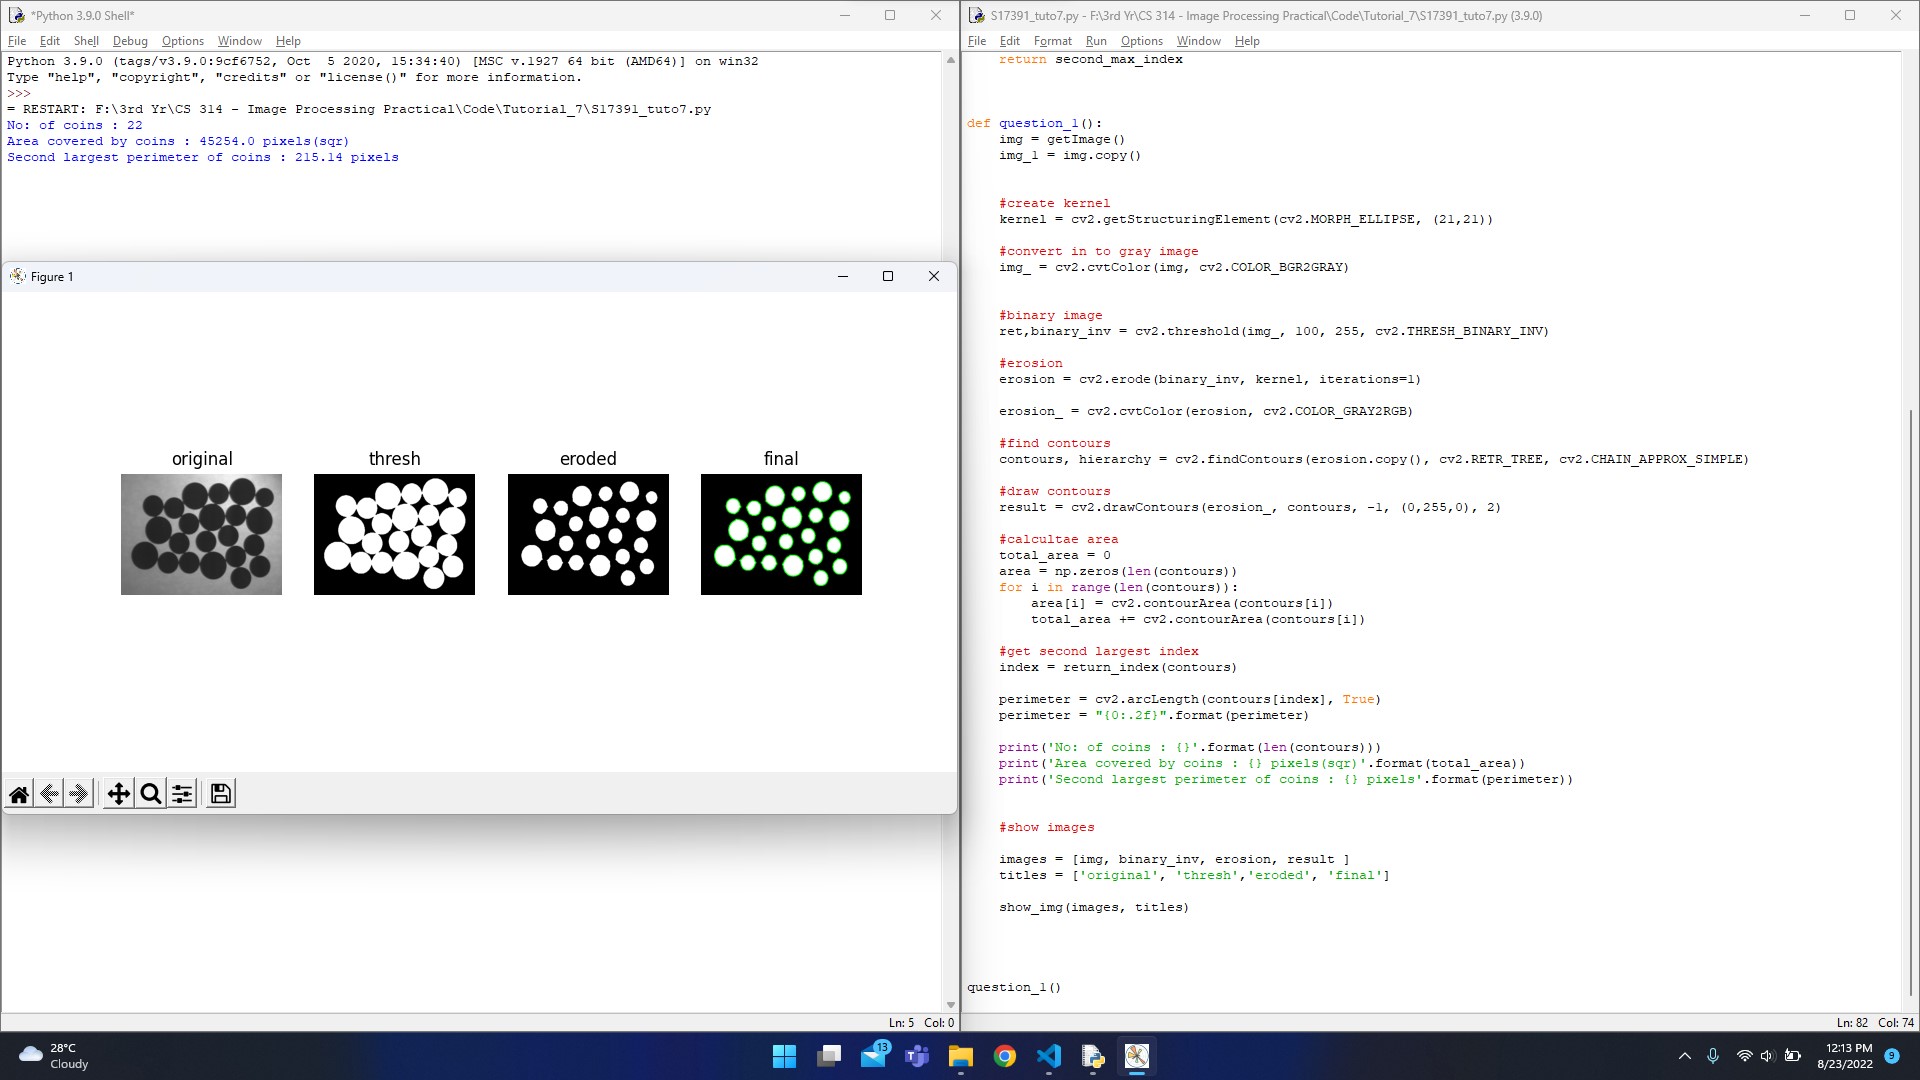 *Python 3.9.0 Shell*
File Edit Shell Debug Options Window Help
Python 3.9.0 (tags/v3.9.0:9cf6752, Oct  5 2020, 15:34:40) [MSC v.1927 64 bit (AMD64)] on win32
Type "help", "copyright", "credits" or "license()" for more information.
>>>
= RESTART: F:\3rd Yr\CS 314 - Image Processing Practical\Code\Tutorial_7\S17391_tuto7.py
No: of coins : 22
Area covered by coins : 45254.0 pixels(sqr)
Second largest perimeter of coins : 215.14 pixels
Figure 1
original thresh eroded final
Ln: 5 Col: 0
S17391_tuto7.py - F:\3rd Yr\CS 314 - Image Processing Practical\Code\Tutorial_7\S17391_tuto7.py (3.9.0)
File Edit Format Run Options Window Help
return second_max_index
def question_1():
img = getImage()
img_1 = img.copy()
#create kernel
kernel = cv2.getStructuringElement(cv2.MORPH_ELLIPSE, (21,21))
#convert in to gray image
img_ = cv2.cvtColor(img, cv2.COLOR_BGR2GRAY)
#binary image
ret,binary_inv = cv2.threshold(img_, 100, 255, cv2.THRESH_BINARY_INV)
#erosion
erosion = cv2.erode(binary_inv, kernel, iterations=1)
erosion_ = cv2.cvtColor(erosion, cv2.COLOR_GRAY2RGB)
#find contours
contours, hierarchy = cv2.findContours(erosion.copy(), cv2.RETR_TREE, cv2.CHAIN_APPROX_SIMPLE)
#draw contours
result = cv2.drawContours(erosion_, contours, -1, (0,255,0), 2)
#calcultae area
total_area = 0
area = np.zeros(len(contours))
for i in range(len(contours)):
area[i] = cv2.contourArea(contours[i])
total_area += cv2.contourArea(contours[i])
#get second largest index
index = return_index(contours)
perimeter = cv2.arcLength(contours[index], True)
perimeter = "{0:.2f}".format(perimeter)
print('No: of coins : {}'.format(len(contours)))
print('Area covered by coins : {} pixels(sqr)'.format(total_area))
print('Second largest perimeter of coins : {} pixels'.format(perimeter))
#show images
images = [img, binary_inv, erosion, result ]
titles = ['original', 'thresh','eroded', 'final']
show_img(images, titles)
question_1()
Ln: 82 Col: 74
28°C
Cloudy
13
12:13 PM
8/23/2022
9